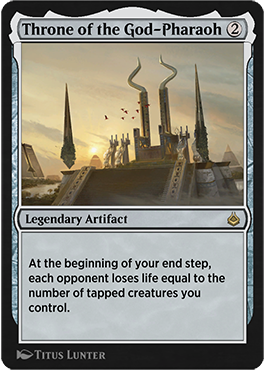 Throne of the God-Pharaoh 2
Legendary Artifact
At the beginning of your end step,
each opponent loses life equal to the
number of tapped creatures you
control.
Titus Lunter